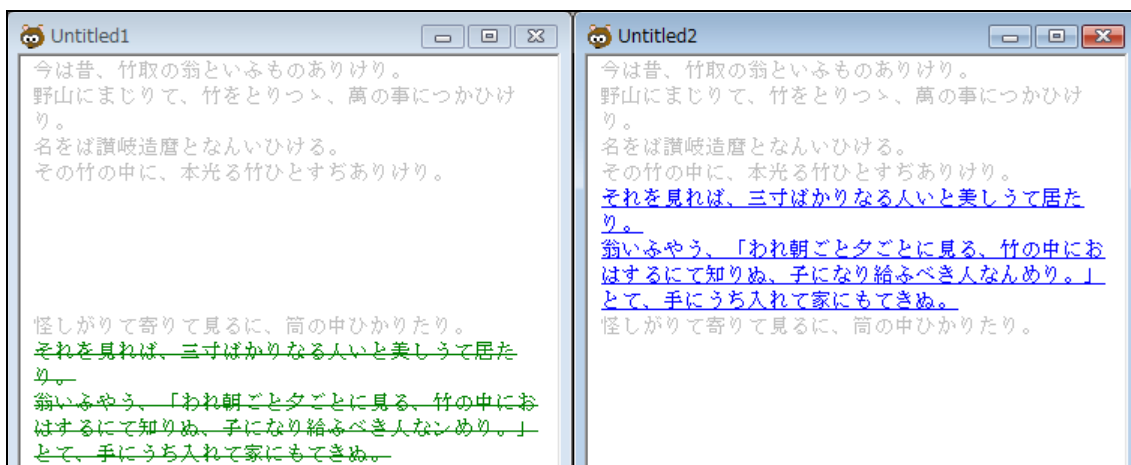 Untitled1
今は昔、竹取の翁といふものありけり。
野山にまじりて、竹をとりつゝ、萬の事につかひけ
り。
名をば讃岐造麿となんいひける。
その竹の中に、本光る竹ひとすぢありけり。
怪しがりて寄りて見るに、筒の中ひかりたり。
それを見れば、三寸ばかりなる人いと美しうて居た
り。
翁いふやう、「われ朝ごと夕ごとに見る、竹の中にお
はするにて知りぬ、子になり給ふべき人なンめり。」
とて、手にうち入れて家にもてきぬ。
Untitled2
今は昔、竹取の翁といふものありけり。
野山にまじりて、竹をとりつゝ、萬の事につかひけ
り。
名をば讃岐造麿となんいひける。
その竹の中に、本光る竹ひとすぢありけり。
それを見れば、三寸ばかりなる人いと美しうて居た
り。
翁いふやう、「われ朝ごと夕ごとに見る、竹の中にお
はするにて知りぬ、子になり給ふべき人なんめり。」
とて、手にうち入れて家にもてきぬ。
怪しがりて寄りて見るに、筒の中ひかりたり。